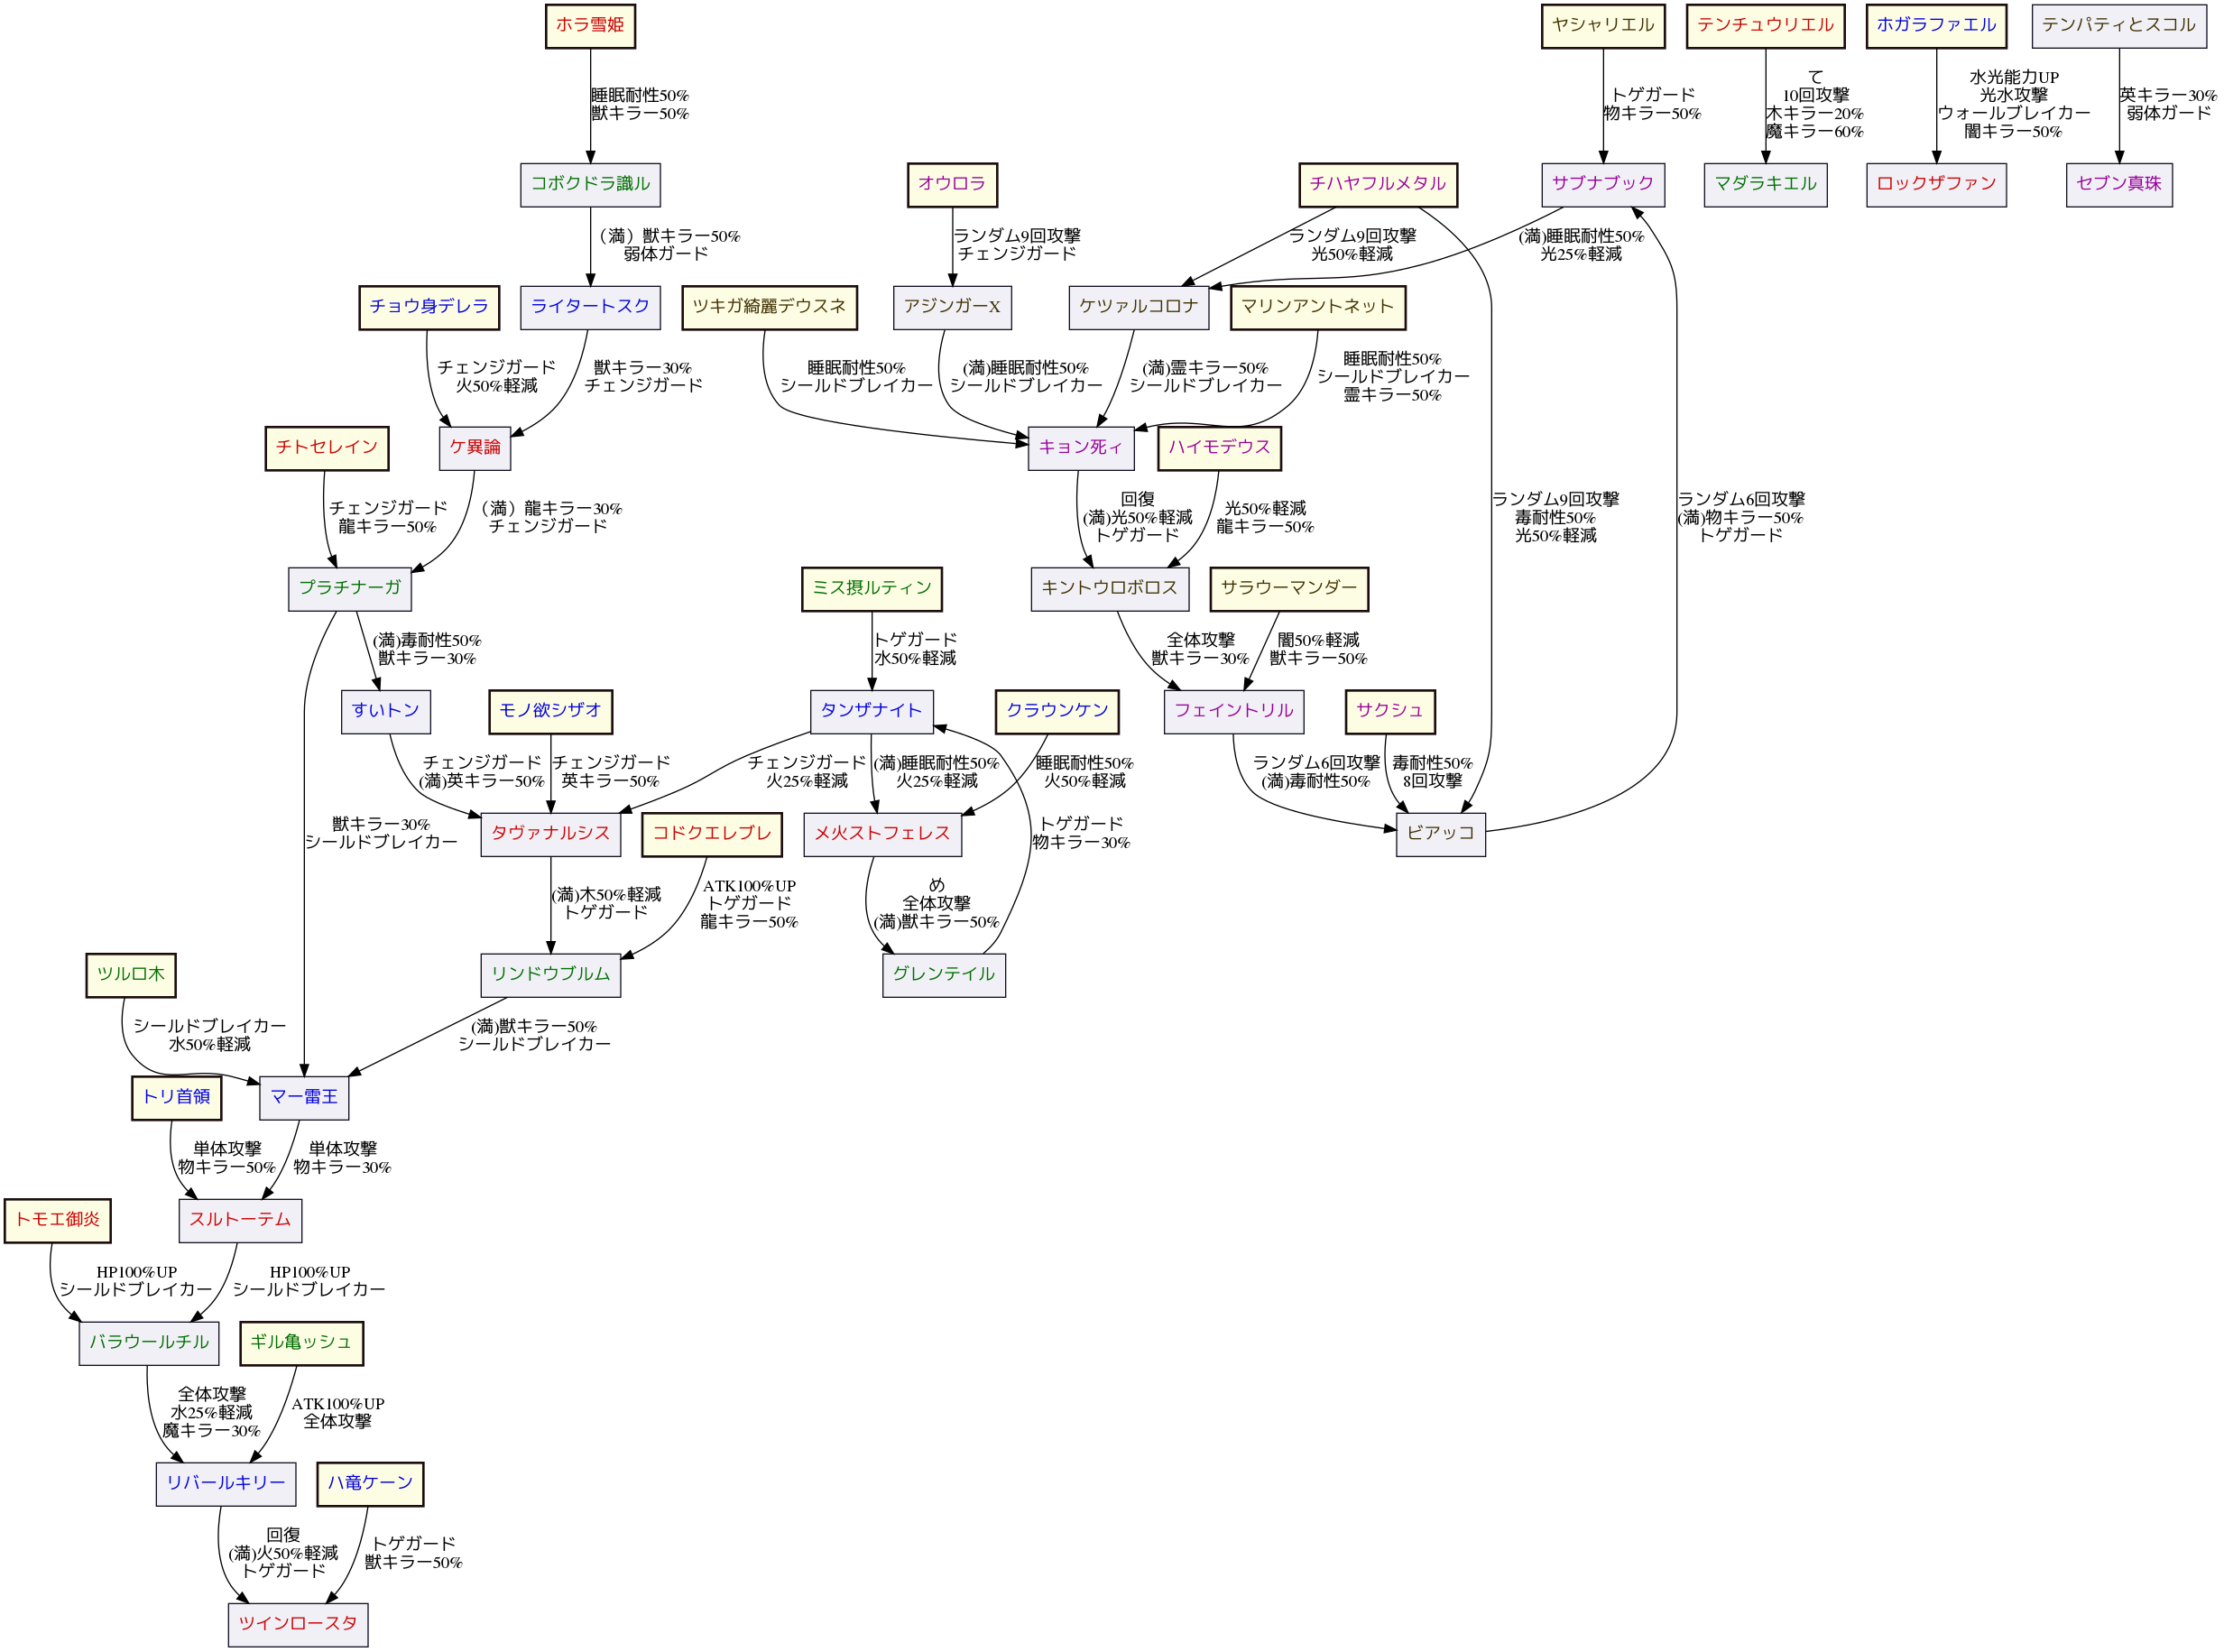 ホラ雪姫
ヤシャリエル
テンチュウリエル
ホガラファエル
テンパティとスコル
睡眠耐性50%
獣キラー50%
トゲガード
物キラー50%
て
10回攻撃
木キラー20%
魔キラー60%
水光能力UP
光水攻撃
ウォールブレイカー
闇キラー50%
英キラー30%
弱体ガード
コボクドラ識ル
オウロラ
チハヤフルメタル
サブナブック
マダラキエル
ロックザファン
セブン真珠
（満）獣キラー50%
弱体ガード
ランダム9回攻撃
チェンジガード
ランダム9回攻撃
光50%軽減
(満)睡眠耐性50%
光25%軽減
チョウ身デレラ
ライタートスク
ツキガ綺麗デウスネ
アジンガーX
ケツァルコロナ
マリンアントネット
チェンジガード
火50%軽減
獣キラー30%
チェンジガード
睡眠耐性50%
シールドブレイカー
(満)睡眠耐性50%
シールドブレイカー
(満)霊キラー50%
シールドブレイカー
睡眠耐性50%
シールドブレイカー
霊キラー50%
チトセレイン
ケ異論
キョン死ィ
ハイモデウス
チェンジガード
龍キラー50%
（満）龍キラー30%
チェンジガード
回復
(満)光50%軽減
トゲガード
光50%軽減
龍キラー50%
ランダム9回攻撃
毒耐性50%
光50%軽減
ランダム6回攻撃
(満)物キラー50%
トゲガード
プラチナーガ
ミス摂ルティン
キントウロボロス
サラウーマンダー
(満)毒耐性50%
獣キラー30%
トゲガード
水50%軽減
全体攻撃
獣キラー30%
闇50%軽減
獣キラー50%
すいトン
モノ欲シザオ
タンザナイト
クラウンケン
フェイントリル
サクシュ
チェンジガード
(満)英キラー50%
チェンジガード
英キラー50%
チェンジガード
火25%軽減
(満)睡眠耐性50%
火25%軽減
睡眠耐性50%
火50%軽減
ランダム6回攻撃
(満)毒耐性50%
毒耐性50%
8回攻撃
獣キラー30%
シールドブレイカー
タヴァナルシス
コドクエレブレ
メ火ストフェレス
トゲガード
物キラー30%
ビアッコ
(満)木50%軽減
トゲガード
ATK100%UP
トゲガード
龍キラー50%
め
全体攻撃
(満)獣キラー50%
ツルロ木
リンドウブルム
グレンテイル
シールドブレイカー
水50%軽減
(満)獣キラー50%
シールドブレイカー
トリ首領
マー雷王
単体攻撃
物キラー50%
単体攻撃
物キラー30%
トモエ御炎
スルトーテム
HP100%UP
シールドブレイカー
HP100%UP
シールドブレイカー
バラウールチル
ギル亀ッシュ
全体攻撃
水25%軽減
魔キラー30%
ATK100%UP
全体攻撃
リバールキリー
ハ竜ケーン
回復
(満)火50%軽減
トゲガード
トゲガード
獣キラー50%
ツインロースタ